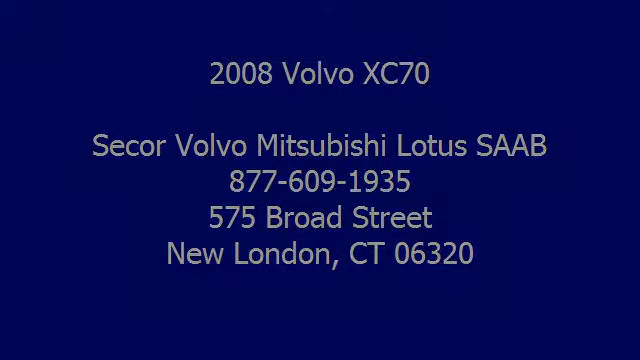 2008 Volvo XC70
Secor Volvo Mitsubishi Lotus SAAB
877-609-1935
575 Broad Street
New London, CT 06320